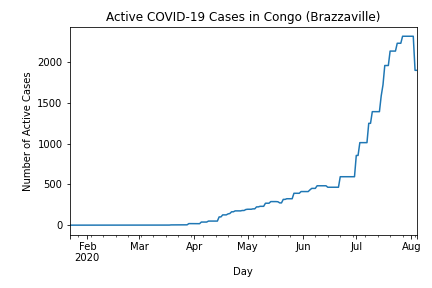 Active COVID-19 Cases in Congo (Brazzaville)
Number of Active Cases
2000
1500
1000
500
0
Feb Mar Apr May Jun Jul Aug
2020
Day